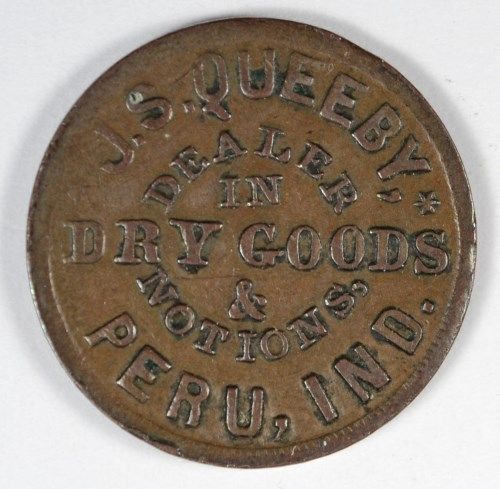 J.S. QUEEBY, *
DEALER
IN
DRY GOODS
&
NOTIONS,
PERU, IND.